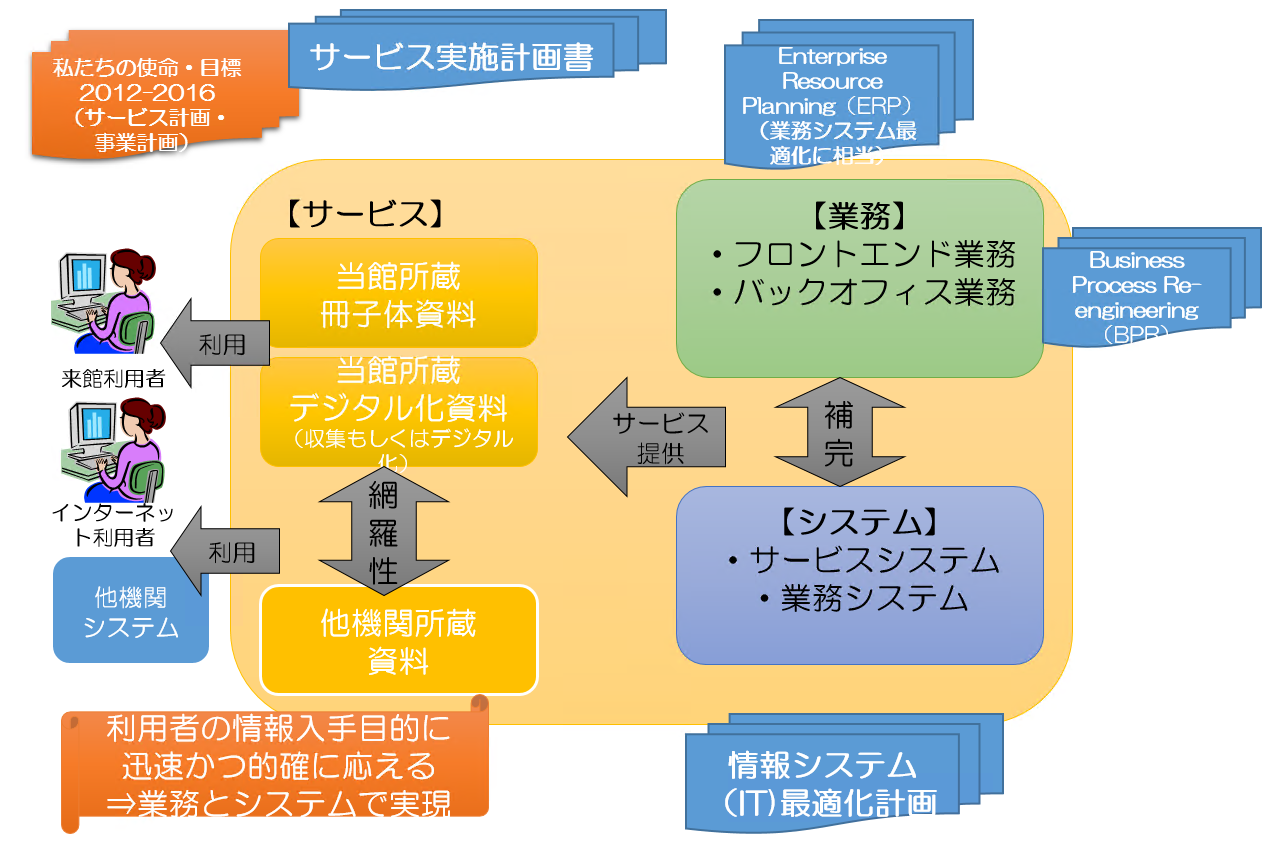 私たちの使命・目標
2012-2016
（サービス計画・
事業計画）
サービス実施計画書
Enterprise
Resource
Planning（ERP）
（業務システム最
適化に相当）
【サービス】
当館所蔵
冊子体資料
当館所蔵
デジタル化資料
（収集もしくはデジタル
化）
網
羅
性
他機関所蔵
資料
【業務】
・フロントエンド業務
・バックオフィス業務
Business
Process Re-
engineering
（BPR）
利用
来館利用者
インターネッ
ト利用者
利用
他機関
システム
サービス
提供
補
完
【システム】
・サービスシステム
・業務システム
利用者の情報入手目的に
迅速かつ的確に応える
⇒業務とシステムで実現
情報システム
（IT)最適化計画